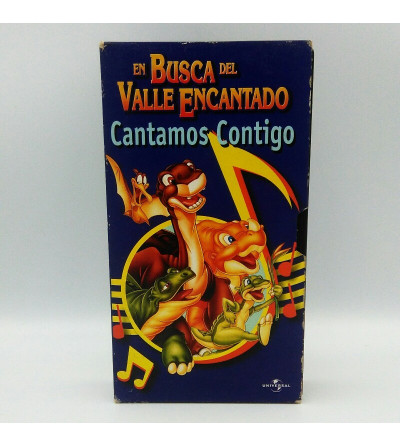 EN BUSCA DEL
VALLE ENCANTADO
Cantamos Contigo
UNIVERSAL